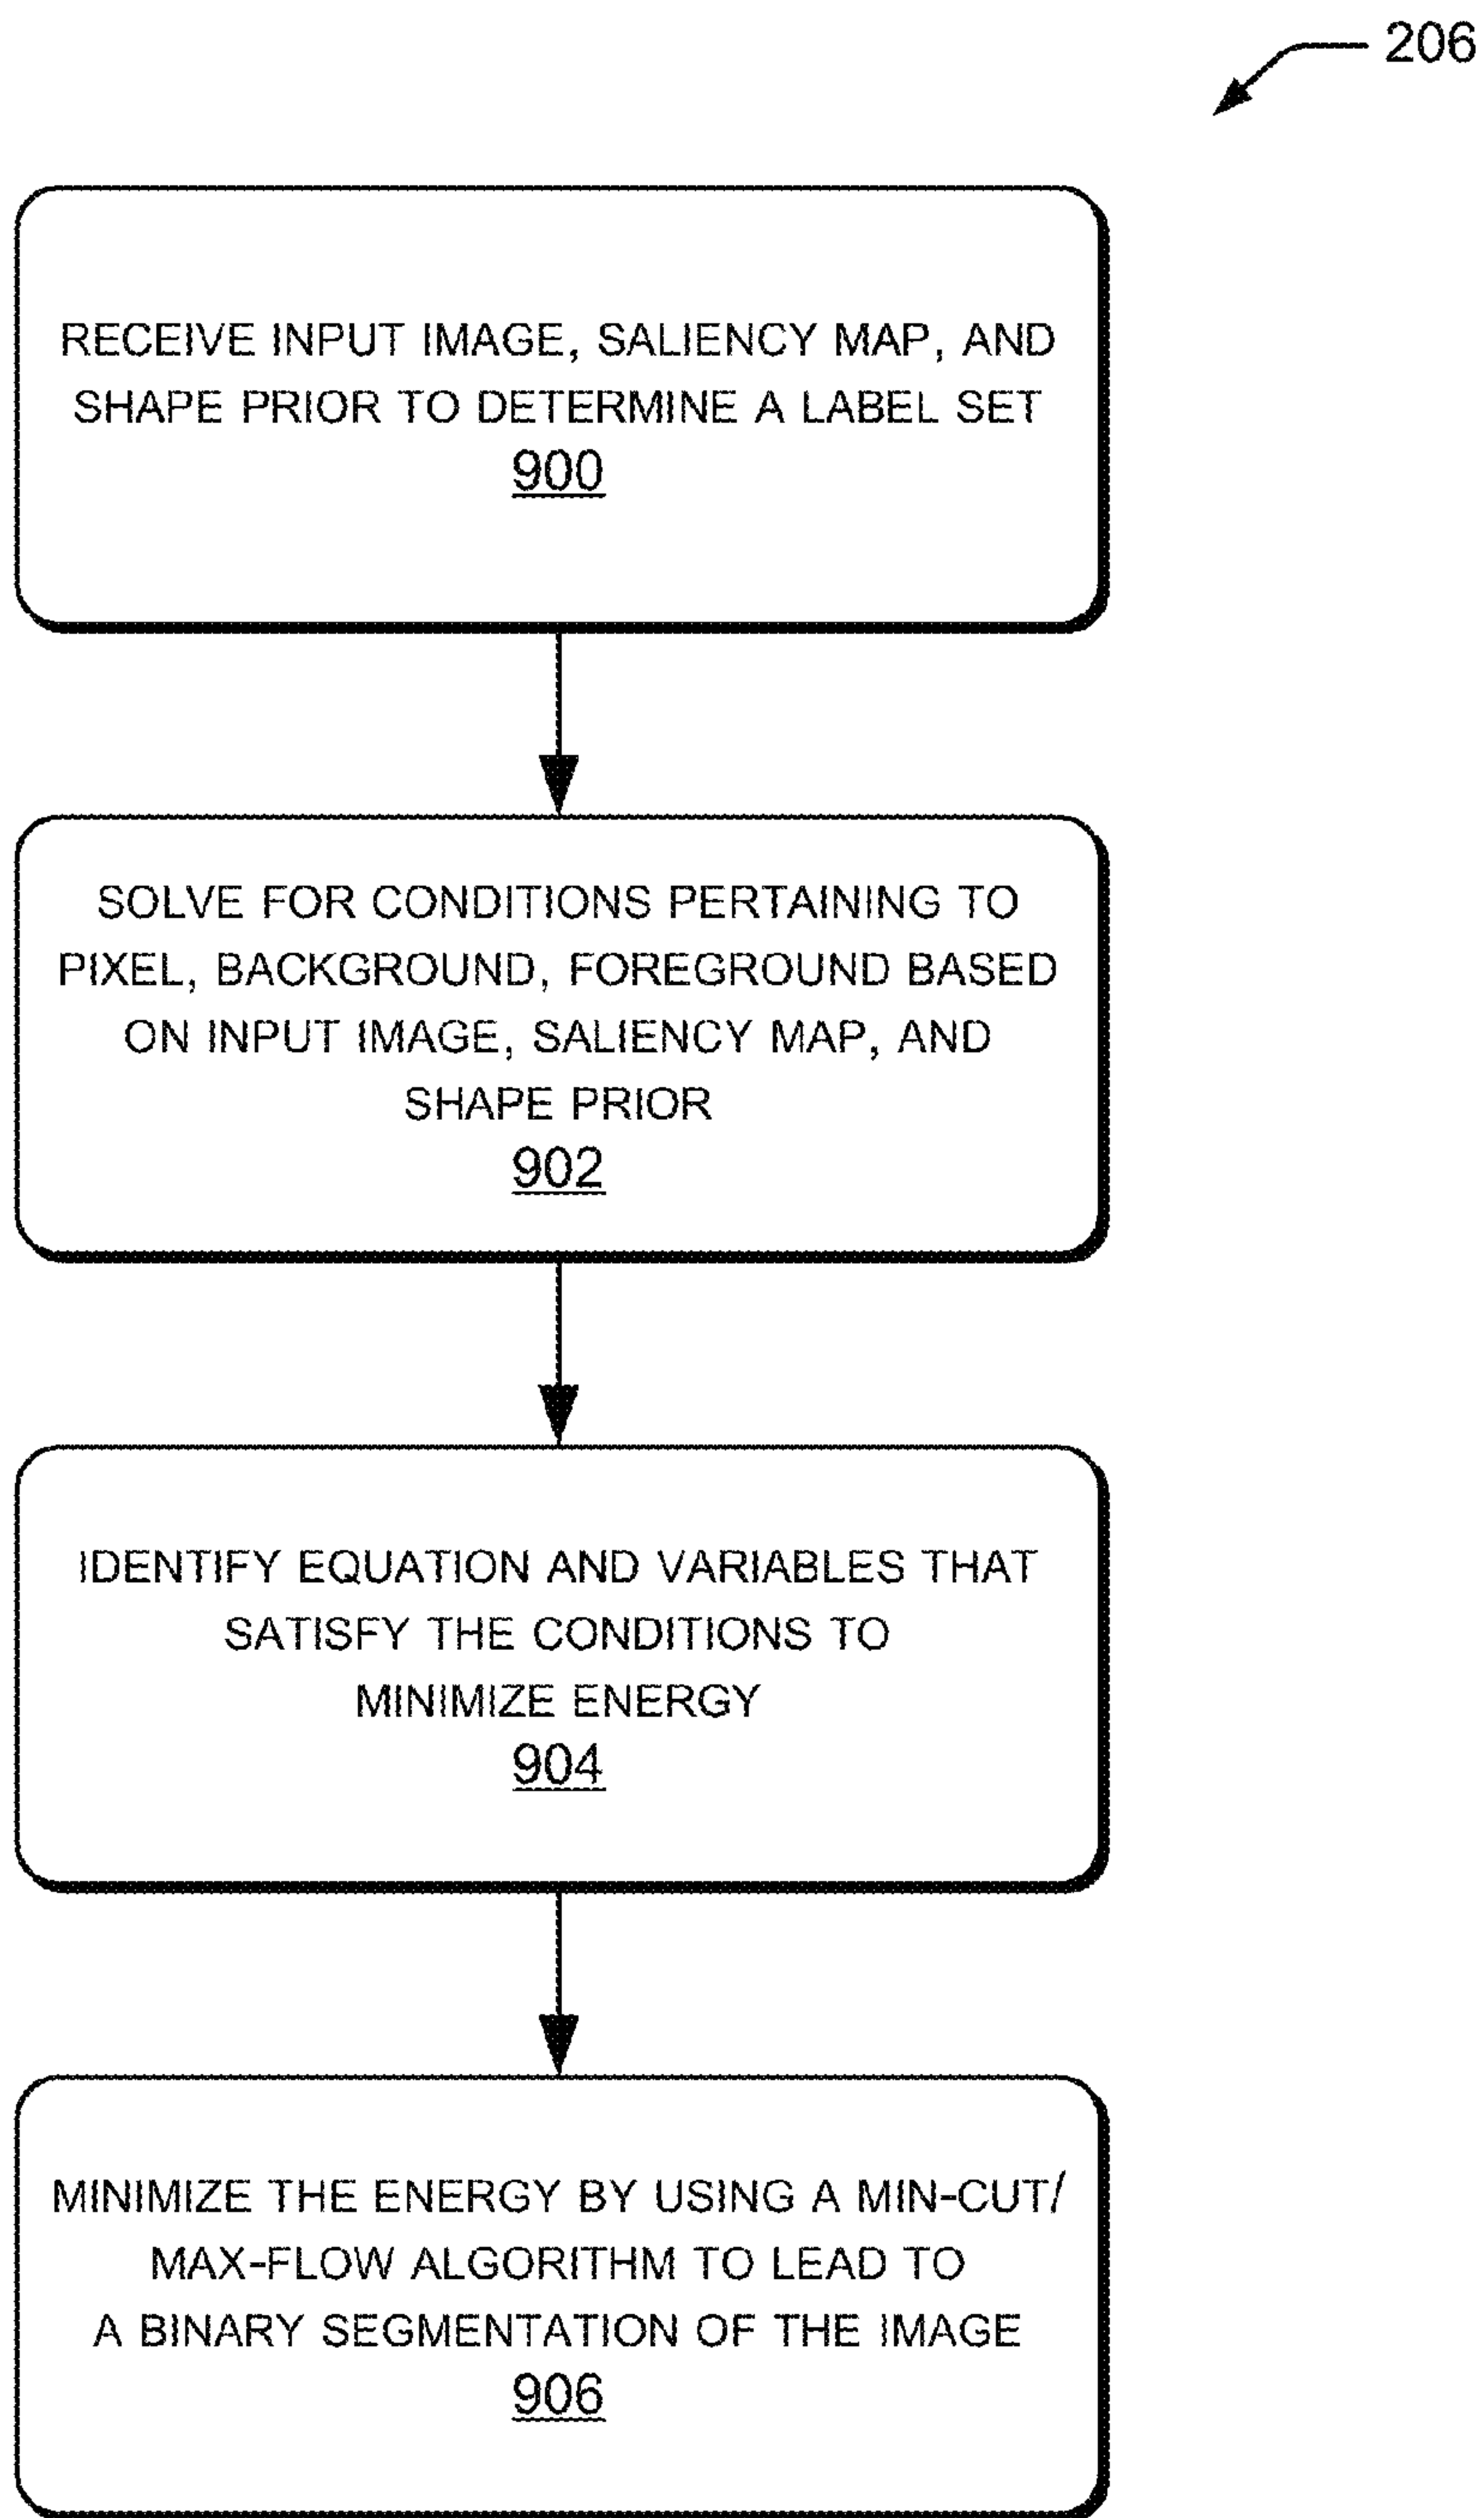 206
RECEIVE INPUT IMAGE, SALIENCY MAP, AND
SHAPE PRIOR TO DETERMINE A LABEL SET
900
SOLVE FOR CONDITIONS PERTAINING TO
PIXEL, BACKGROUND, FOREGROUND BASED
ON INPUT IMAGE, SALIENCY MAP, AND
SHAPE PRIOR
902
IDENTIFY EQUATION AND VARIABLES THAT
SATISFY THE CONDITIONS TO
MINIMIZE ENERGY
904
MINIMIZE THE ENERGY BY USING A MIN-CUT/
MAX-FLOW ALGORITHM TO LEAD TO
A BINARY SEGMENTATION OF THE IMAGE
906